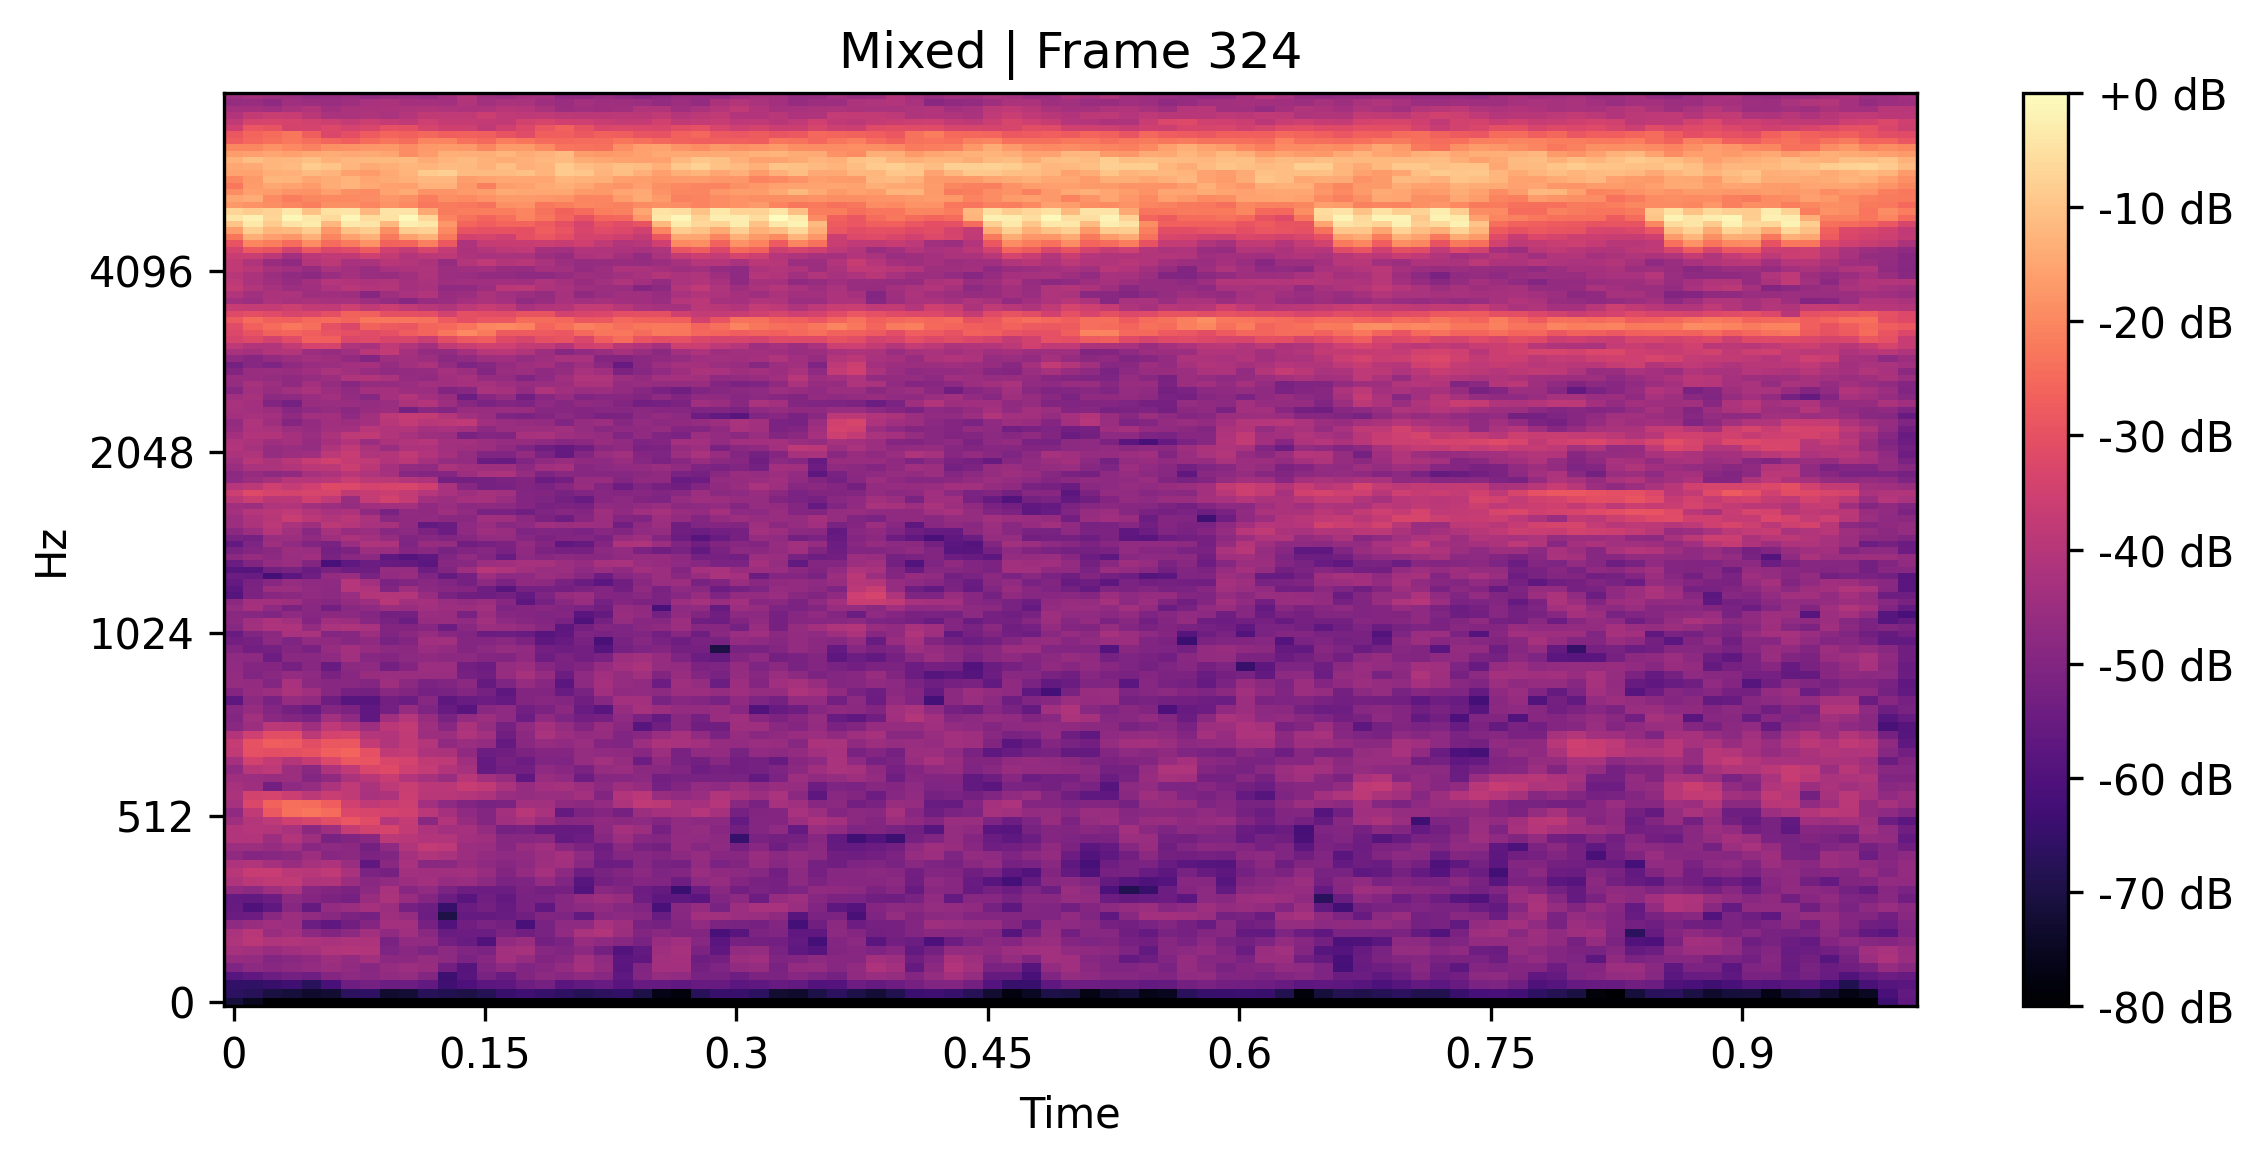 Mixed | Frame 324
+0 dB
-10 dB
-20 dB
-30 dB
-40 dB
-50 dB
-60 dB
-70 dB
-80 dB
Hz
4096
2048
1024
512
0
0 0.15 0.3 0.45 0.6 0.75 0.9
Time